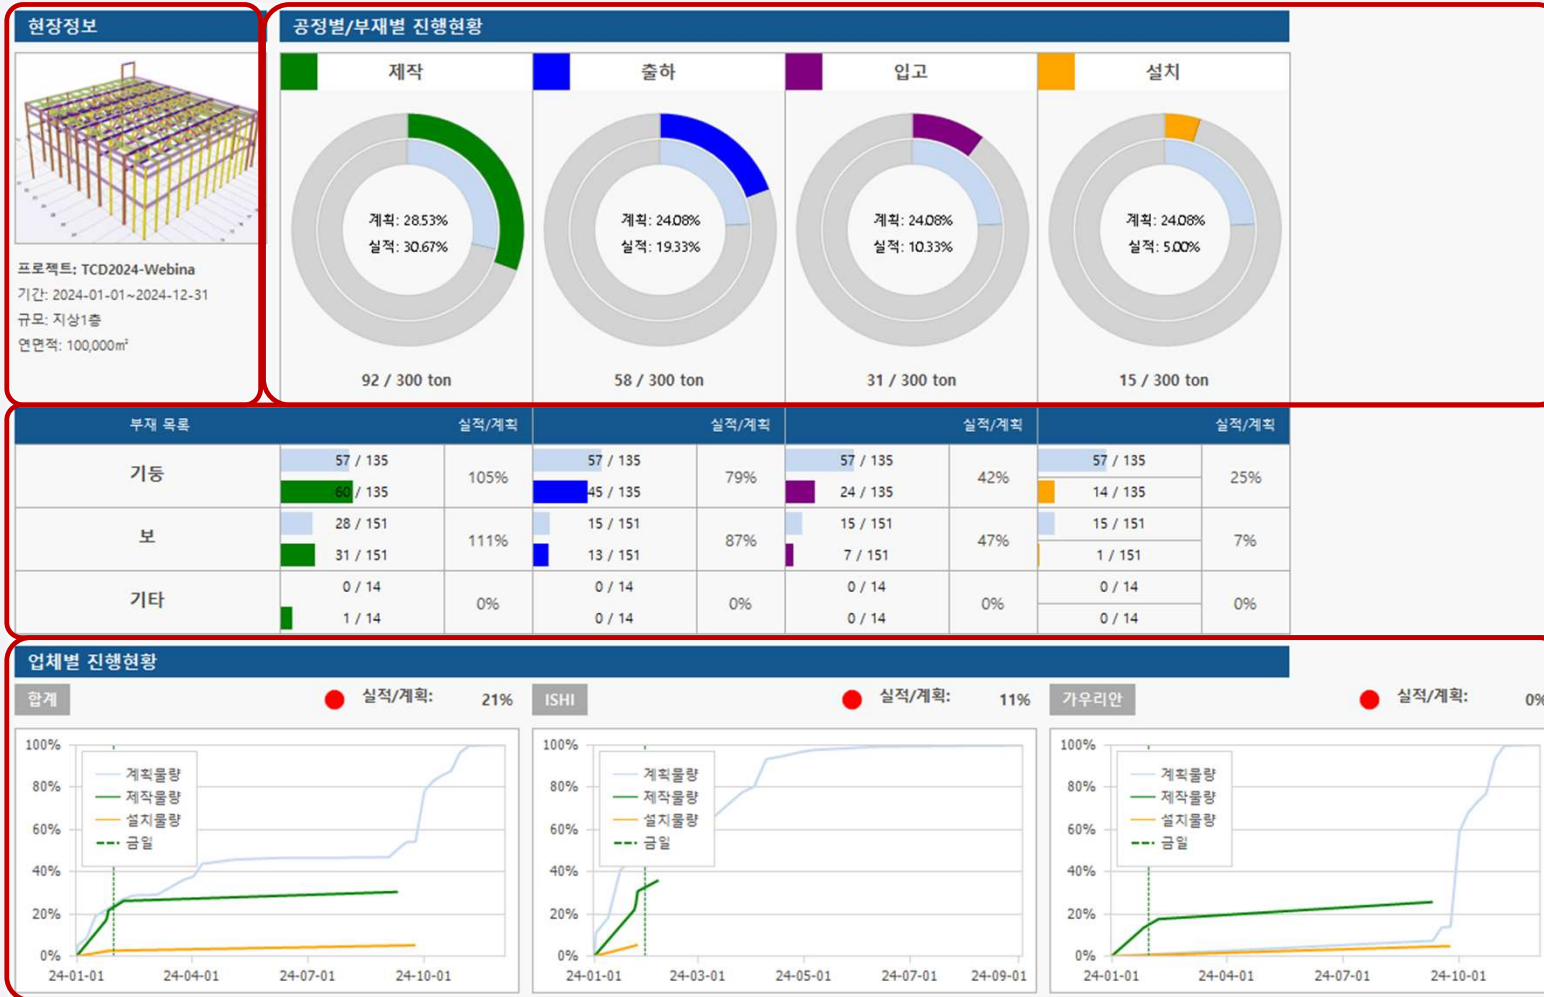 현장정보
공정별/부재별 진행현황
제작
출하
입고
설치
계획: 28.53%
실적: 30.67%
계획: 24.08%
실적: 19.33%
계획: 24.08%
실적: 10.33%
계획: 24.08%
실적: 5.00%
프로젝트: TCD2024-Webina
기간: 2024-01-01~2024-12-31
규모: 지상1층
연면적: 100,000㎡
92 / 300 ton
58 / 300 ton
31 / 300 ton
15 / 300 ton
부재 목록 실적/계획 실적/계획 실적/계획 실적/계획
기둥
57 / 135 57 / 135 57 / 135 57 / 135
105% 79% 42% 25%
60 / 135 45 / 135 24 / 135 14 / 135
보
28 / 151 15 / 151 15 / 151 15 / 151
111% 87% 47% 7%
31 / 151 13 / 151 7 / 151 1 / 151
기타
0 / 14 0 / 14 0 / 14 0 / 14
0% 0% 0% 0%
1 / 14 0 / 14 0 / 14 0 / 14
업체별 진행현황
합계 실적/계획: 21%
100%
80%
60%
40%
20%
0%
계획물량
제작물량
설치물량
금일
24-01-01 24-04-01 24-07-01 24-10-01
ISHI 실적/계획: 11%
100%
80%
60%
40%
20%
0%
계획물량
제작물량
설치물량
금일
24-01-01 24-03-01 24-05-01 24-07-01 24-09-01
가우리안 실적/계획: 0%
100%
80%
60%
40%
20%
0%
계획물량
제작물량
설치물량
금일
24-01-01 24-04-01 24-07-01 24-10-01